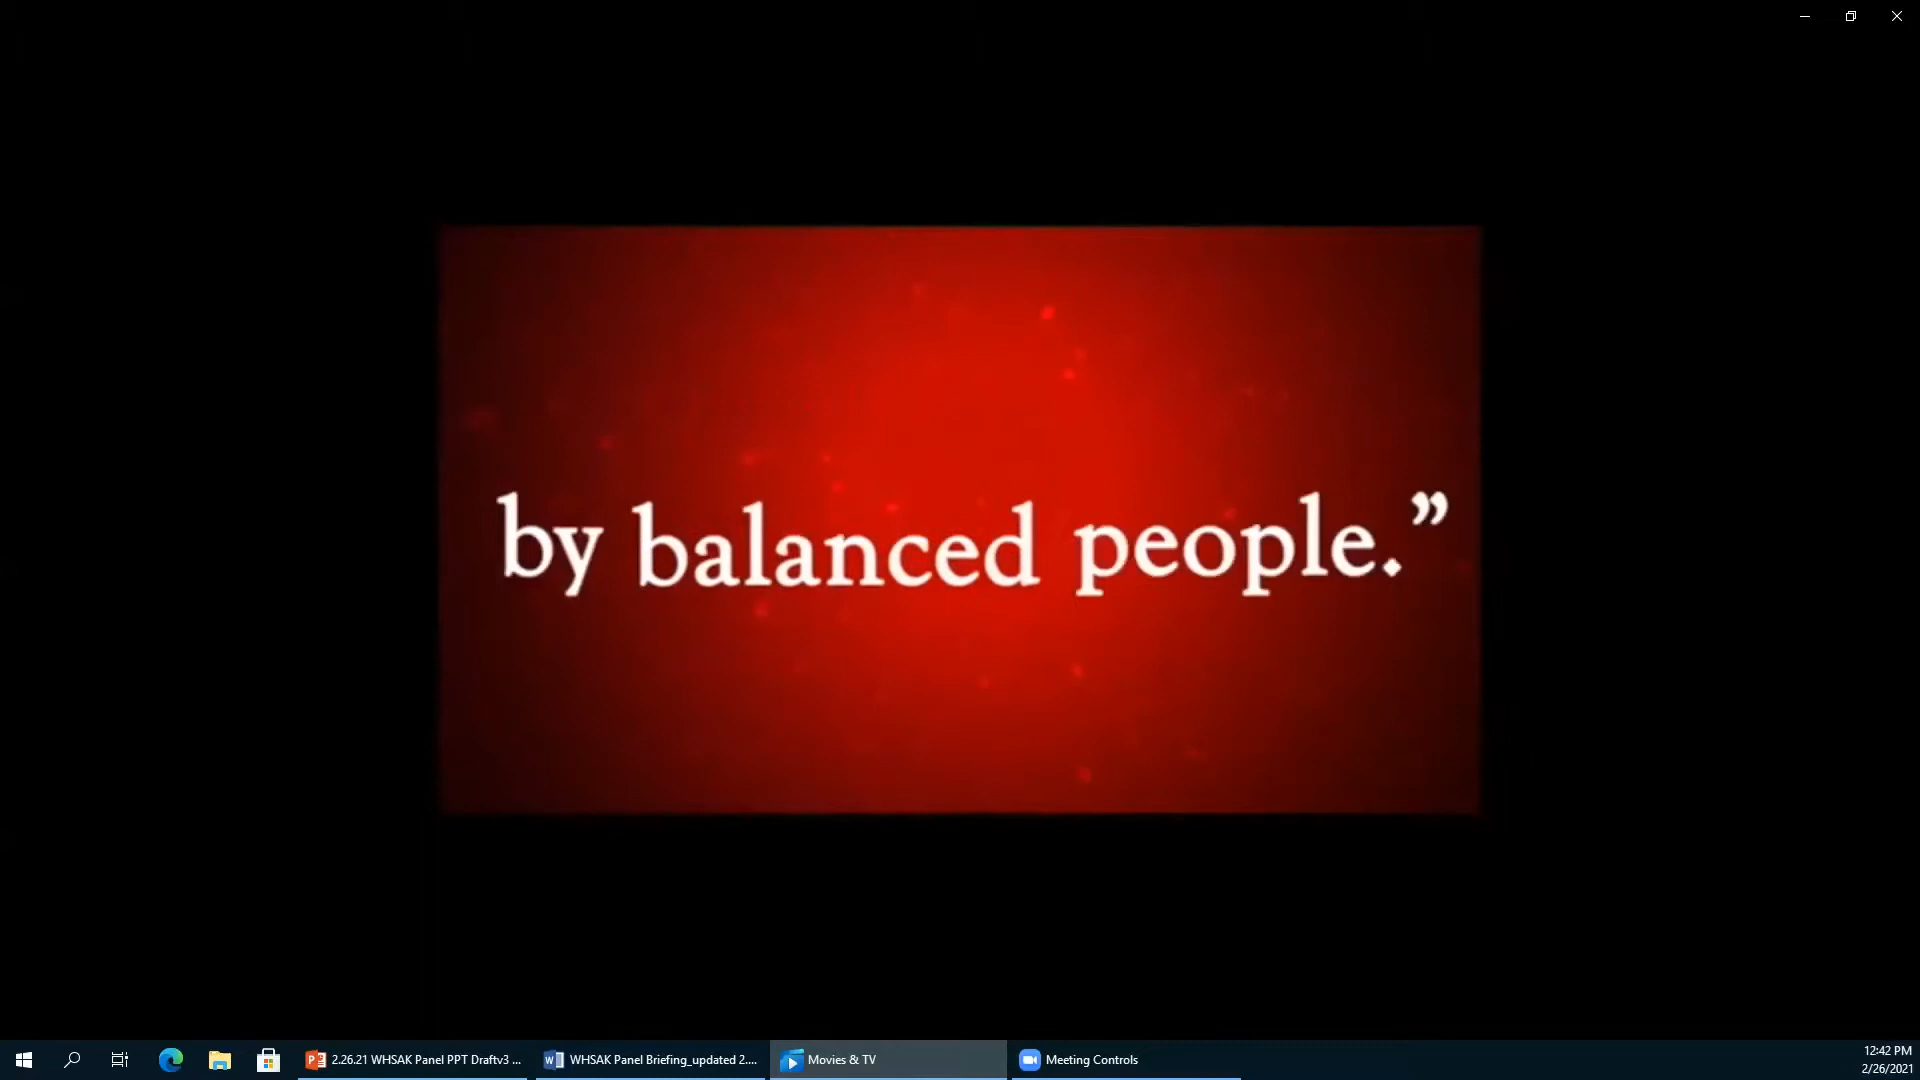 by balanced people.”
2.26.21 WHSAK Panel PPT Draftv3 ...
WHSAK Panel Briefing_updated 2....
Movies & TV
Meeting Controls
12:42 PM
2/26/2021